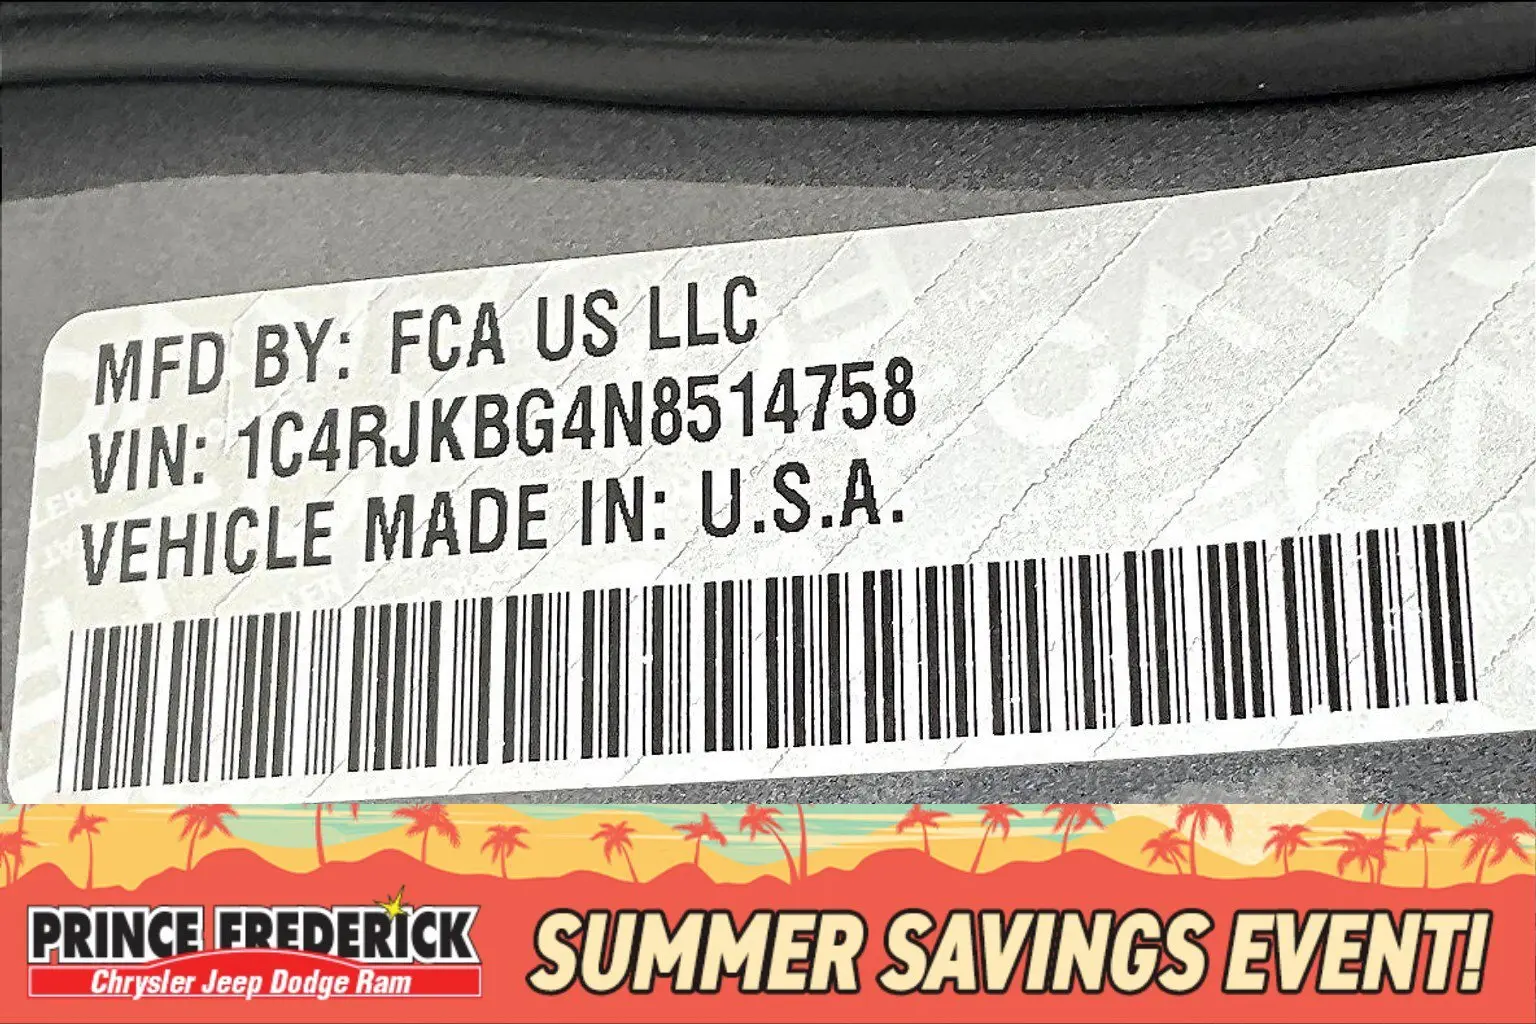 MFD BY: FCA US LLC
VIN: 1C4RJKBG4N8514758
VEHICLE MADE IN: U.S.A.
PRINCE FREDERICK
Chrysler Jeep Dodge Ram
SUMMER SAVINGS EVENT!